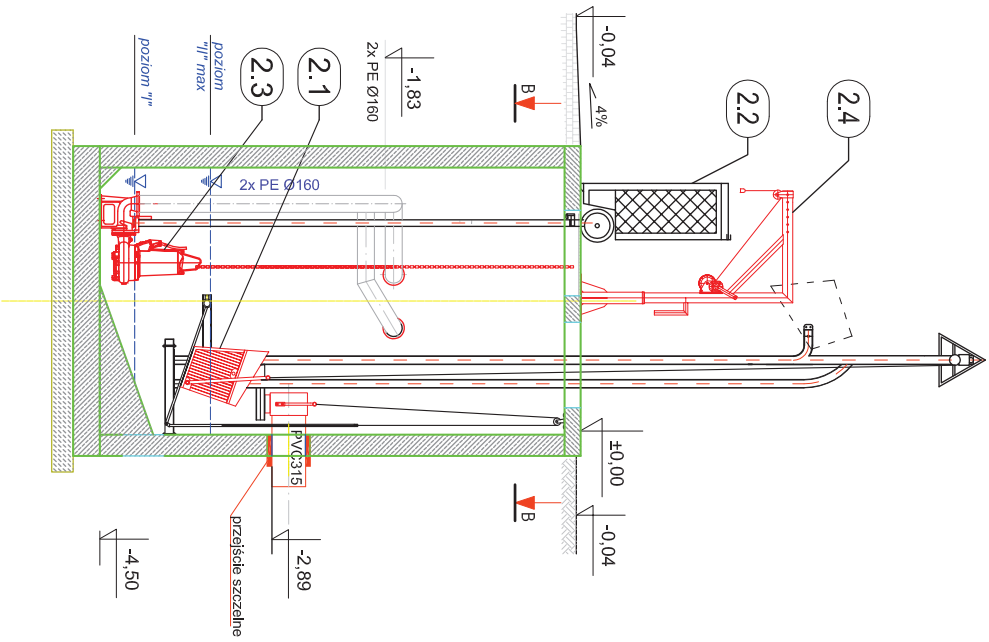 -0,04
4%
B
2.4
2.2
-1,83
2x PE Ø160
2.1
2.3
poziom
"II" max
poziom "I"
2x PE Ø160
±0,00
-0,04
B
PVC315
-2,89
-4,50
przejście szczelne